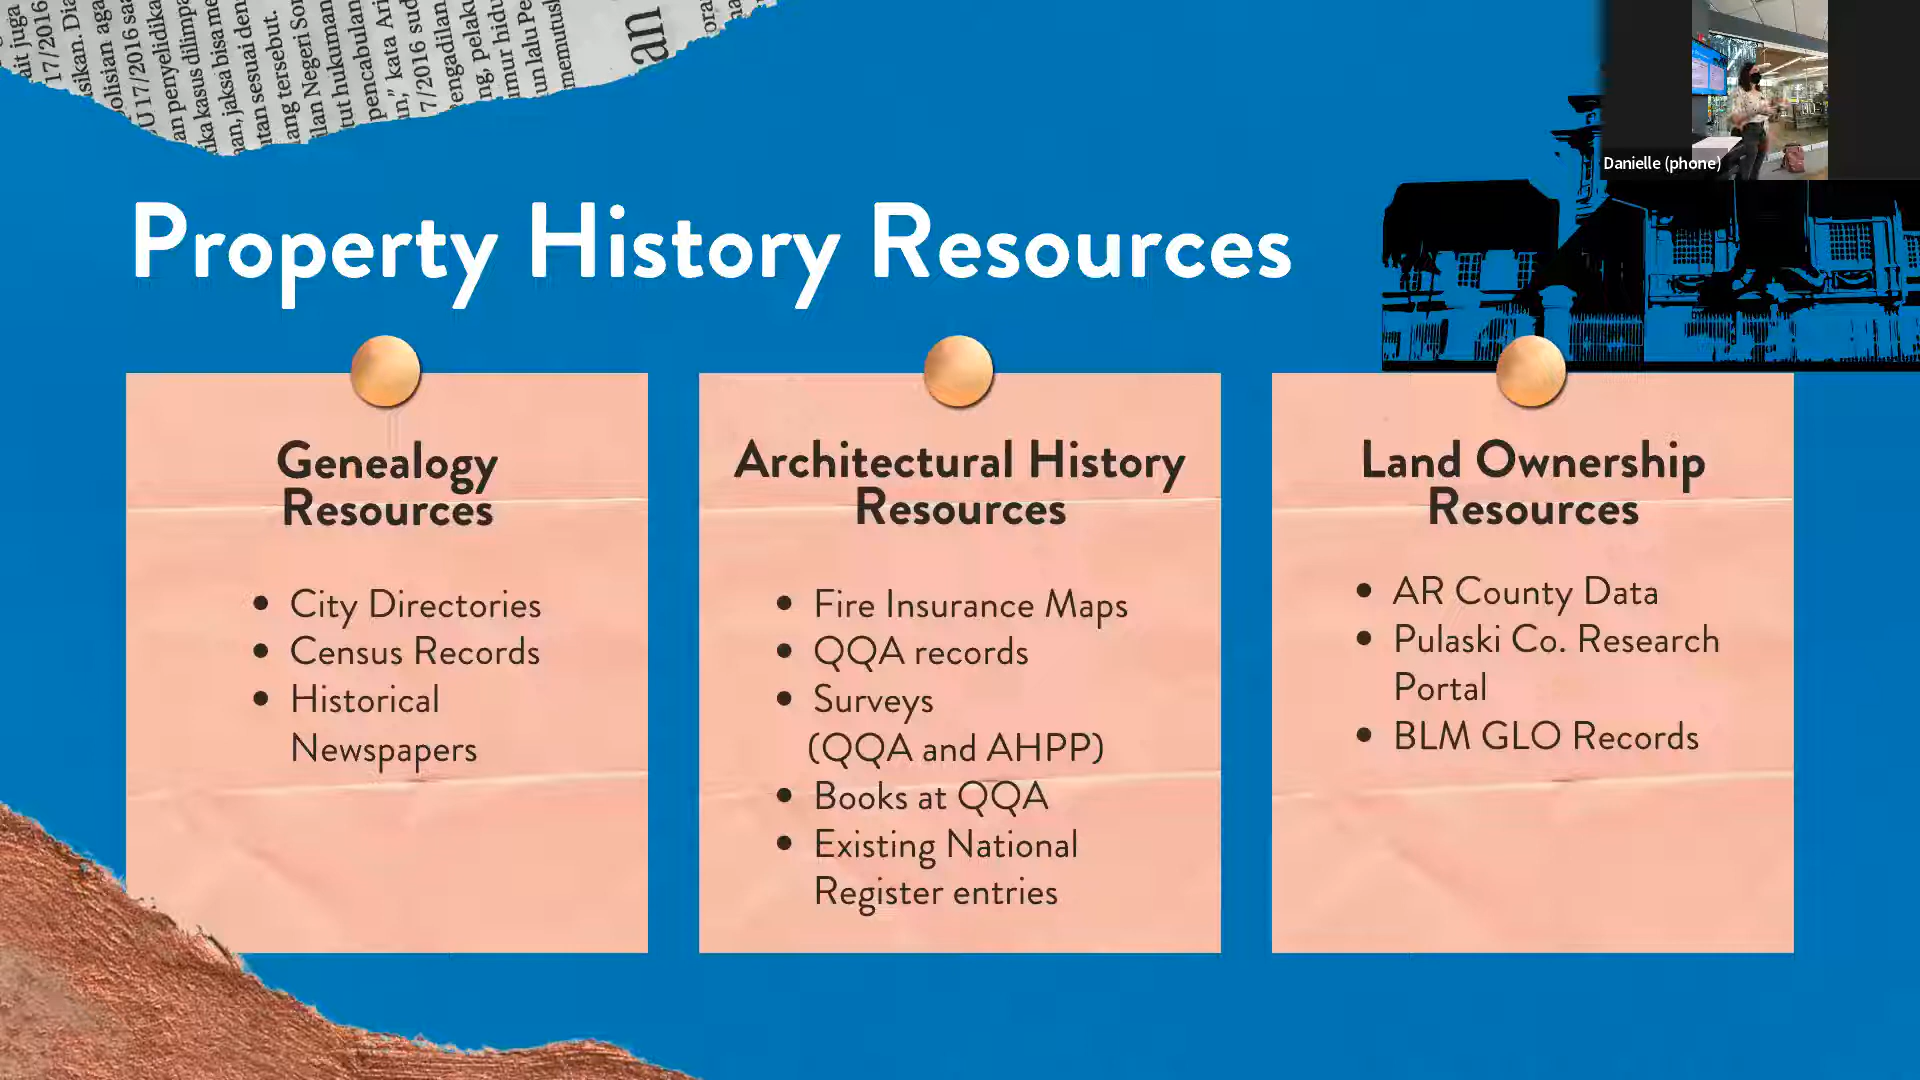 Property History Resources
Danielle (phone)
Genealogy
Resources
• City Directories
• Census Records
• Historical
Newspapers
Architectural History
Resources
• Fire Insurance Maps
• QQA records
• Surveys
(QQA and AHPP)
• Books at QQA
• Existing National
Register entries
Land Ownership
Resources
• AR County Data
• Pulaski Co. Research
Portal
• BLM GLO Records